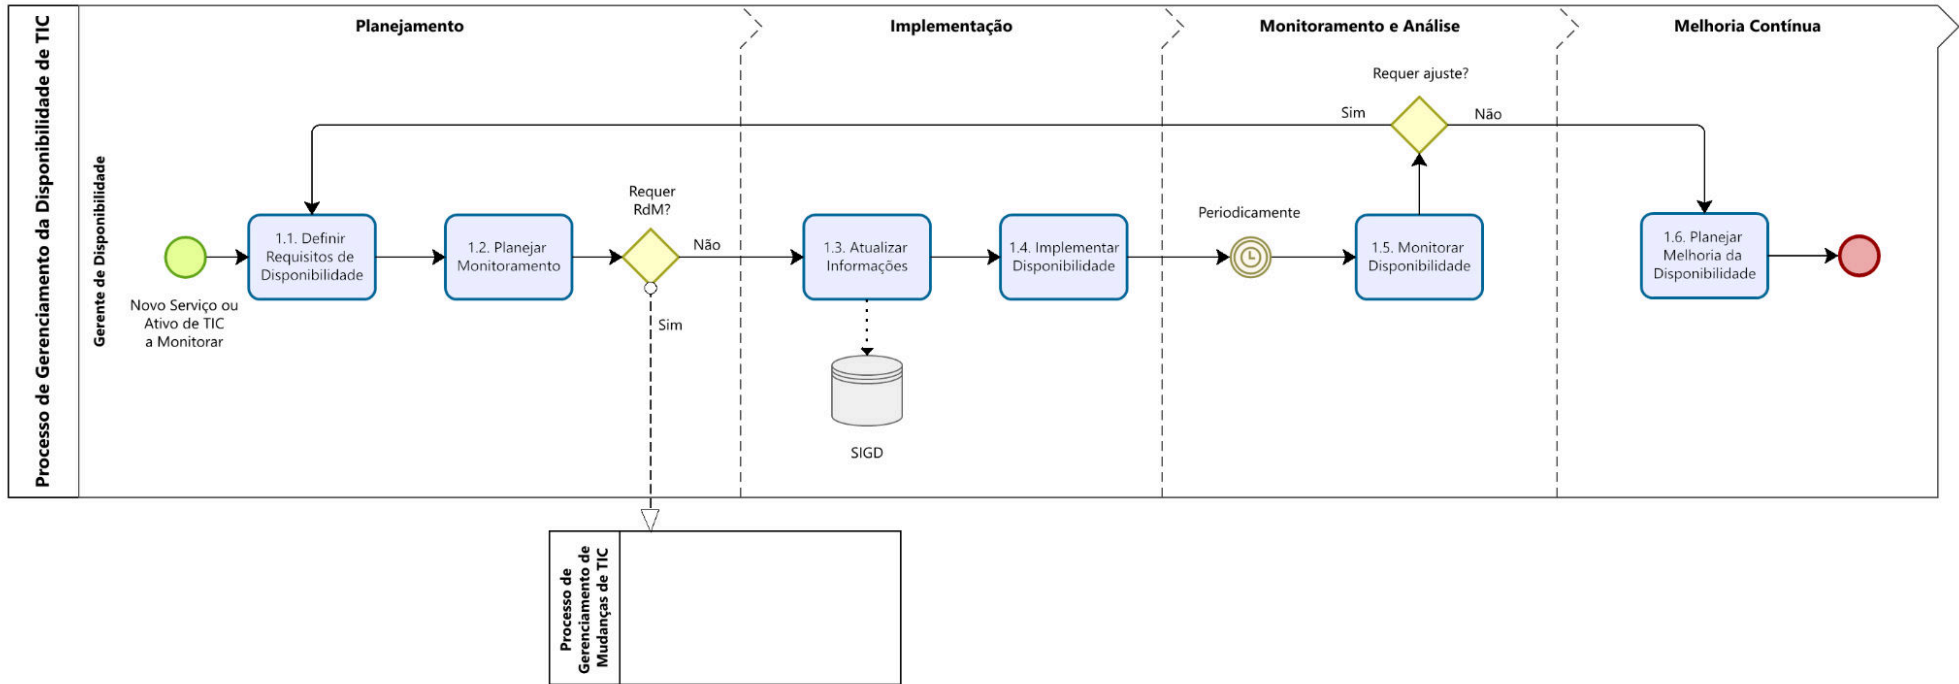 Processo de Gerenciamento da Disponibilidade de TIC
Gerente de Disponibilidade
Planejamento
Implementação
Monitoramento e Análise
Melhoria Contínua
Novo Serviço ou
Ativo de TIC
a Monitorar
1.1. Definir
Requisitos de
Disponibilidade
1.2. Planejar
Monitoramento
Requer
RdM?
Não
Sim
1.3. Atualizar
Informações
SIGD
1.4. Implementar
Disponibilidade
Periodicamente
1.5. Monitorar
Disponibilidade
Requer ajuste?
Sim
Não
1.6. Planejar
Melhoria da
Disponibilidade
Processo de
Gerenciamento de
Mudanças de TIC